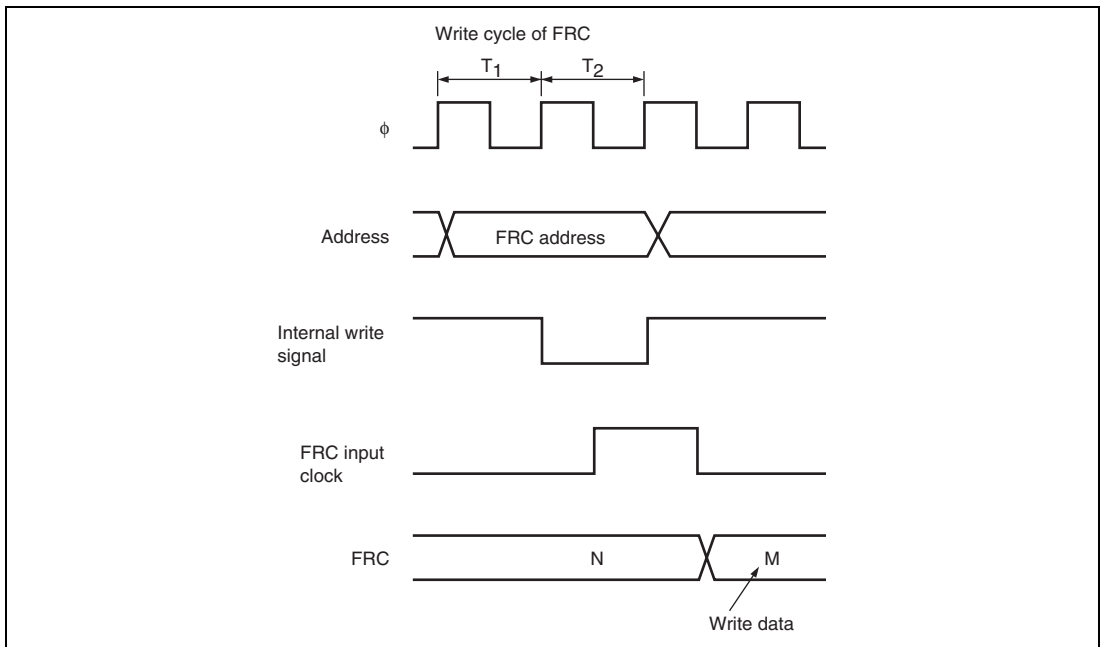 Write cycle of FRC
T1
T2
ϕ
Address
FRC address
Internal write
signal
FRC input
clock
FRC
N
M
Write data